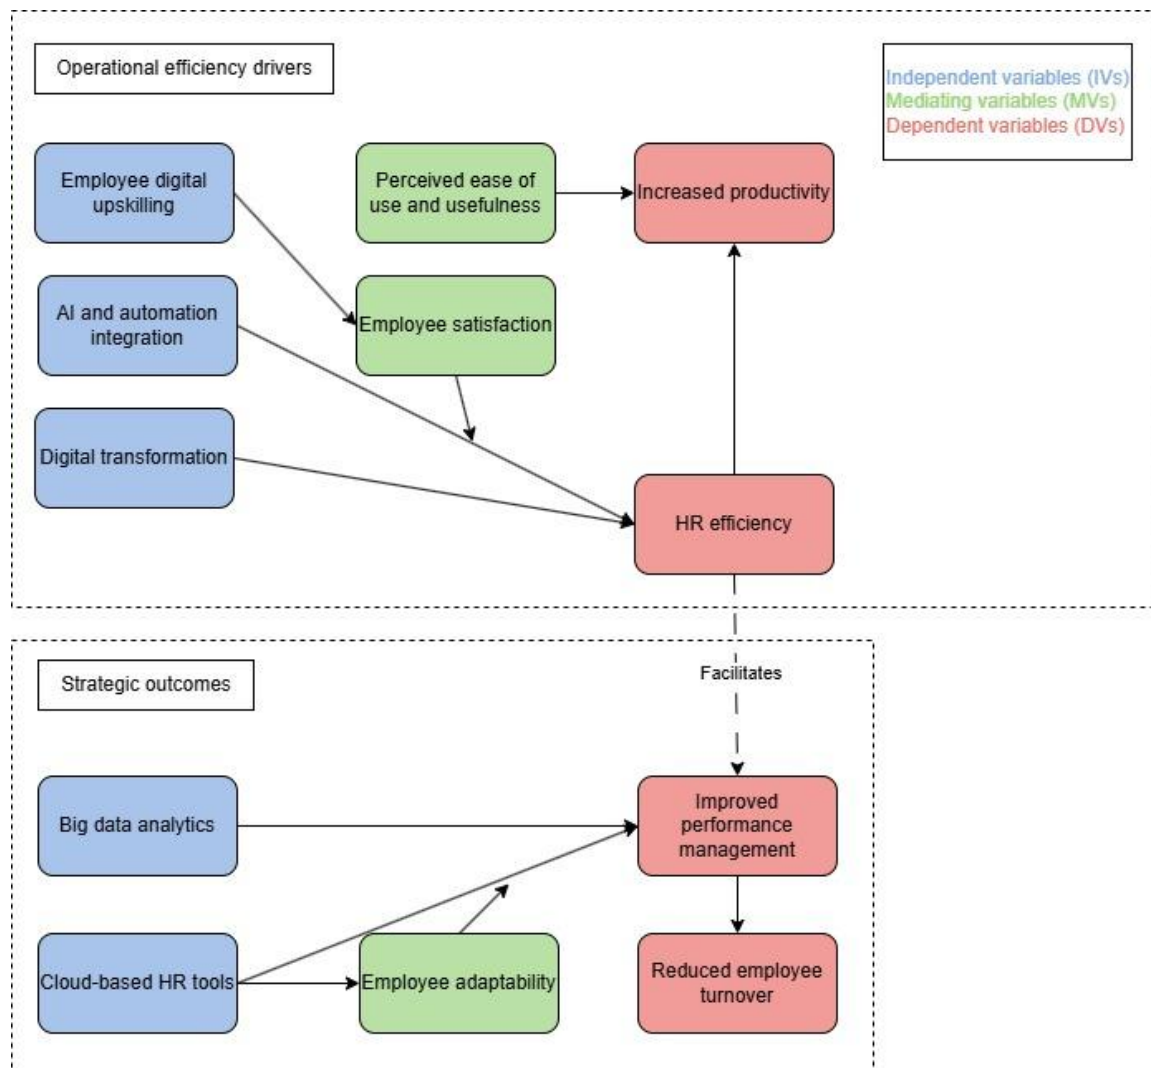 Operational efficiency drivers
Independent variables (IVs)
Mediating variables (MVs)
Dependent variables (DVs)
Employee digital
upskilling
Perceived ease of
use and usefulness
Increased productivity
AI and automation
integration
Employee satisfaction
Digital transformation
HR efficiency
Facilitates
Strategic outcomes
Big data analytics
Improved
performance
management
Cloud-based HR tools
Employee adaptability
Reduced employee
turnover